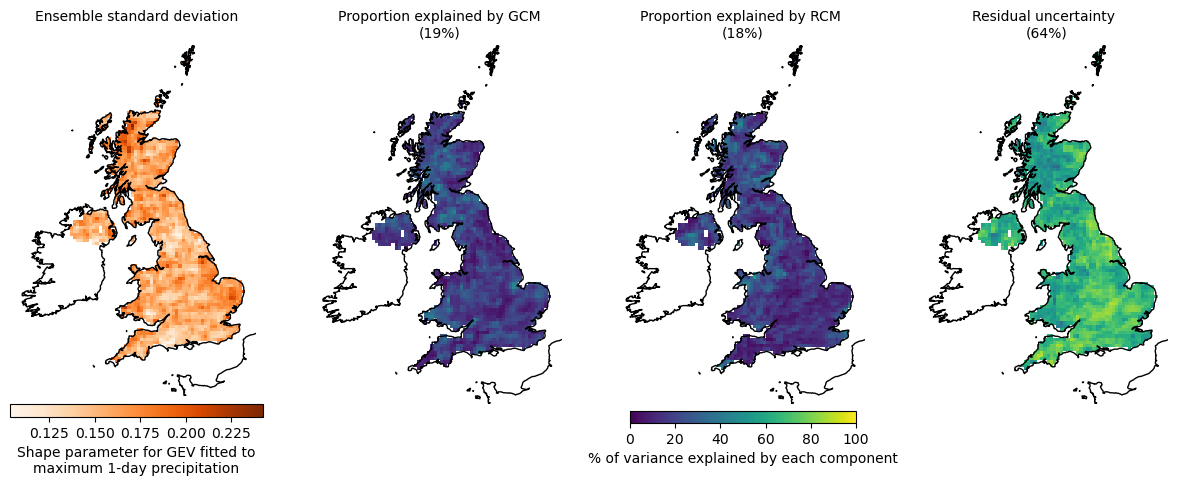 Ensemble standard deviation
Proportion explained by GCM
(19%)
Proportion explained by RCM
(18%)
Residual uncertainty
(64%)
0.125 0.150 0.175 0.200 0.225
Shape parameter for GEV fitted to
maximum 1-day precipitation
0 20 40 60 80 100
% of variance explained by each component